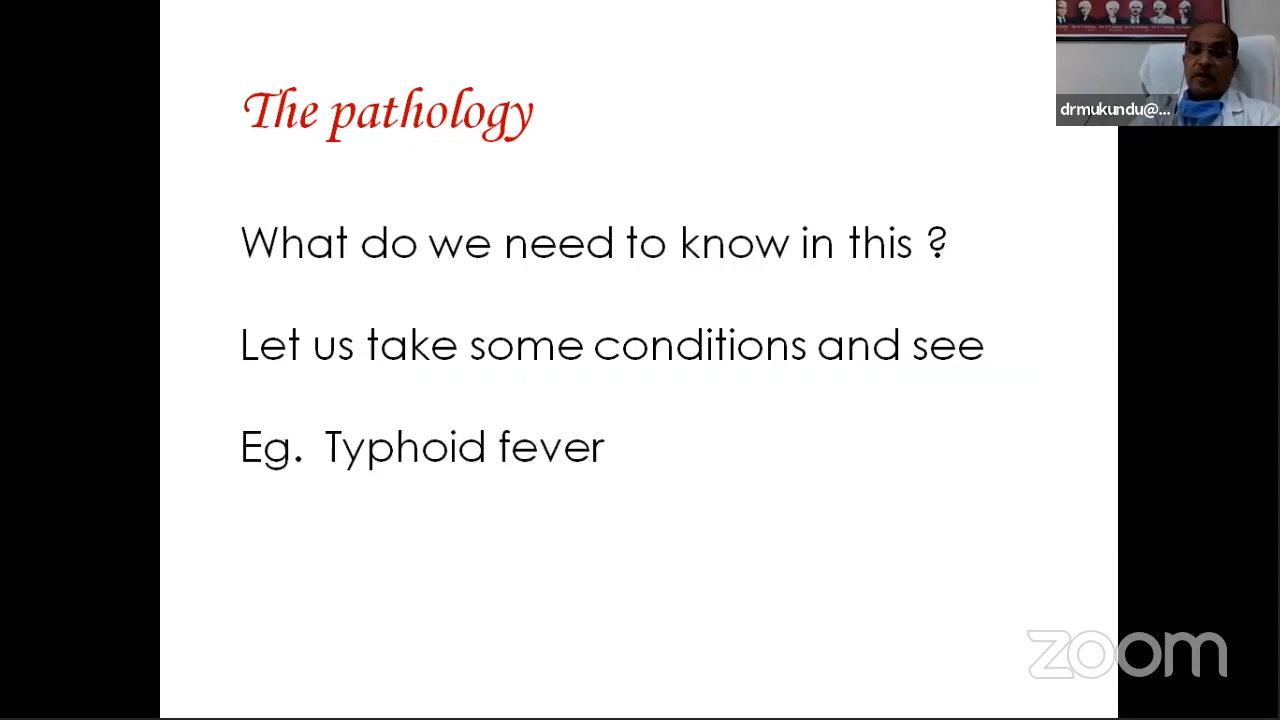 The pathology
What do we need to know in this ?
Let us take some conditions and see
Eg. Typhoid fever
drmukundu@...
zoom